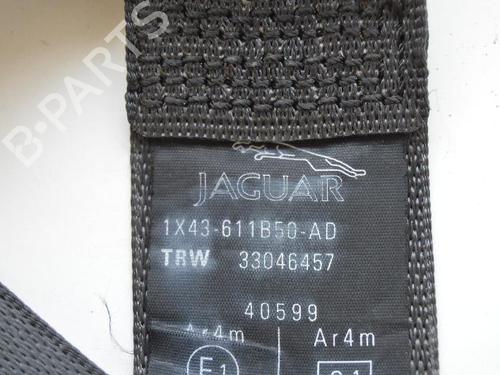 B-PARTS
JAGUAR
1X43-611B50-AD
TRW 33046457
40599
Ar4m Ar4m
E1